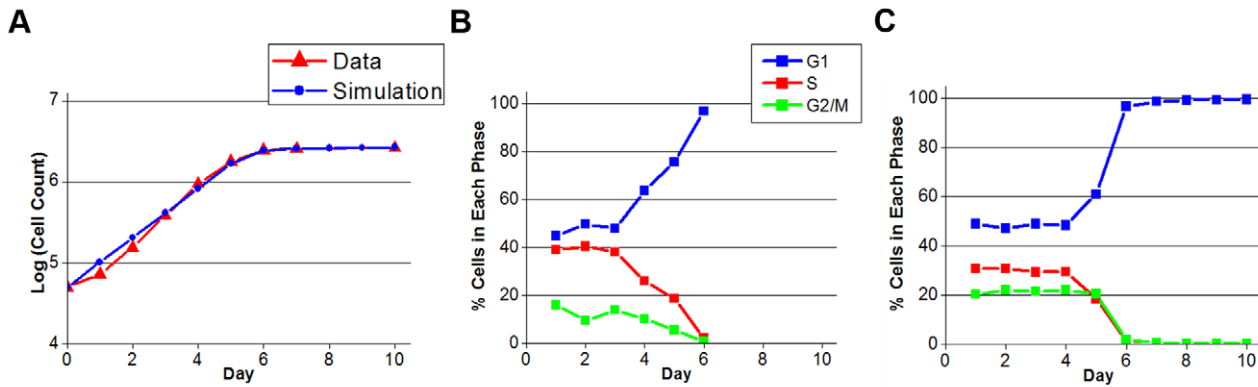 A
Data
Simulation
Log (Cell Count)
7
6
5
4
0 2 4 6 8 10
Day
B
G1
S
G2/M
% Cells in Each Phase
100
80
60
40
20
0
0 2 4 6 8 10
Day
C
% Cells in Each Phase
100
80
60
40
20
0
0 2 4 6 8 10
Day